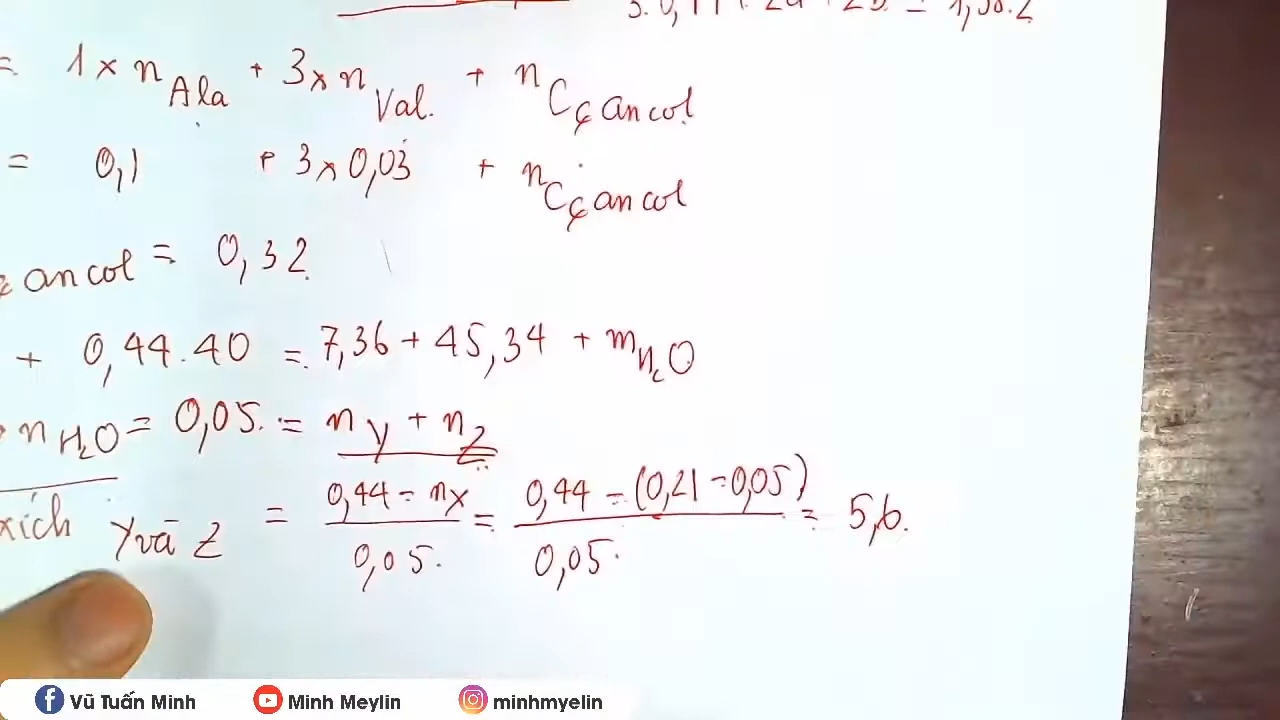 = 1 x n Ala + 3 x n Val. + n C ancol
= 0,1 + 3 x 0,03 + n C ancol
ancol = 0,32
+ 0,44.40 = 7,36 + 45,34 + m H2O
n H2O = 0,05. = n Y + n Z
xích Y và Z = 0,44 - nX / 0,05. = 0,44 - (0,21 - 0,05) / 0,05. = 5,6.
Vũ Tuấn Minh Minh Meylin minhmyelin